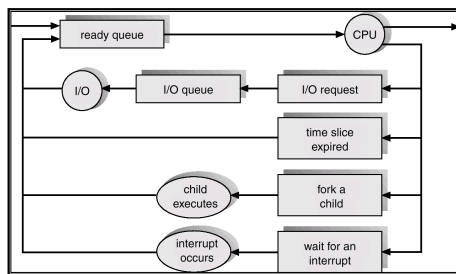 ready queue
CPU
I/O
I/O queue
I/O request
time slice
expired
child
executes
fork a
child
interrupt
occurs
wait for an
interrupt